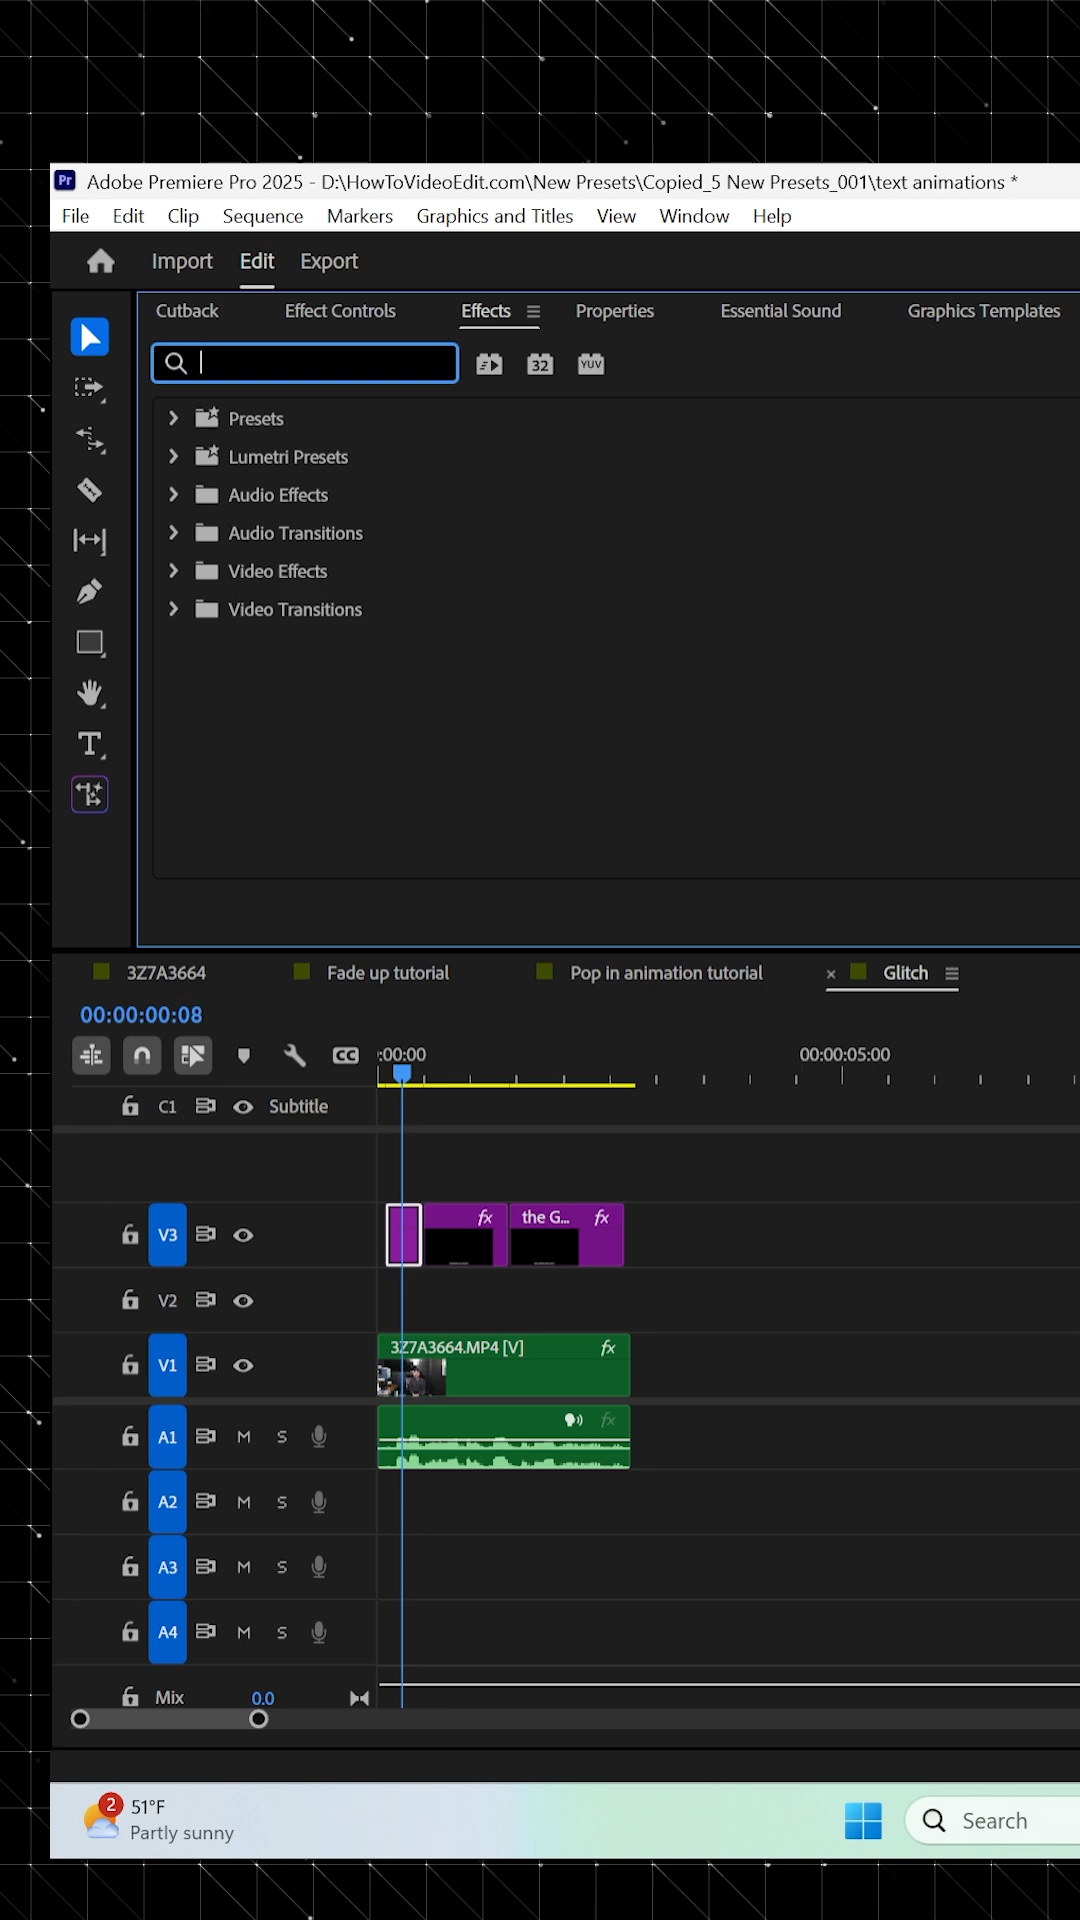 Pr Adobe Premiere Pro 2025 - D:\HowToVideoEdit.com\New Presets\Copied_5 New Presets_001\text animations *
File Edit Clip Sequence Markers Graphics and Titles View Window Help
Import Edit Export
Cutback Effect Controls Effects Properties Essential Sound Graphics Templates
32 YUV
Presets
Lumetri Presets
Audio Effects
Audio Transitions
Video Effects
Video Transitions
T
3Z7A3664 Fade up tutorial Pop in animation tutorial × Glitch
00:00:00:08
CC :00:00 00:00:05:00
C1 Subtitle
V3 fx the G... fx
V2
V1 3Z7A3664.MP4 [V] fx
A1 M S fx
A2 M S
A3 M S
A4 M S
Mix 0.0
2 51°F
Partly sunny
Search